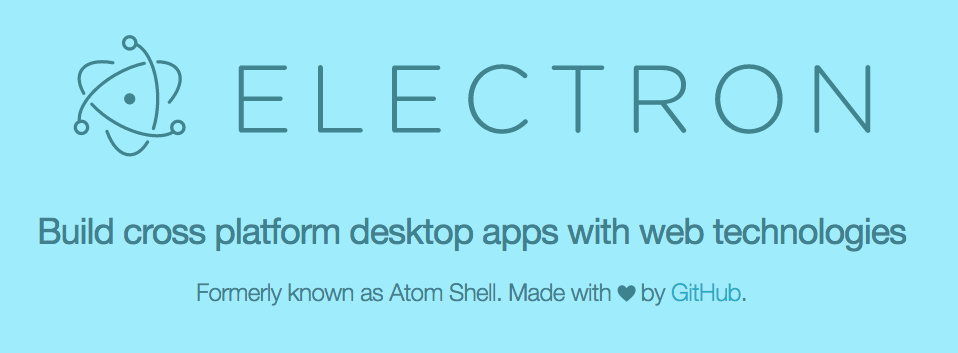 ELECTRON
Build cross platform desktop apps with web technologies
Formerly known as Atom Shell. Made with ♥ by GitHub.